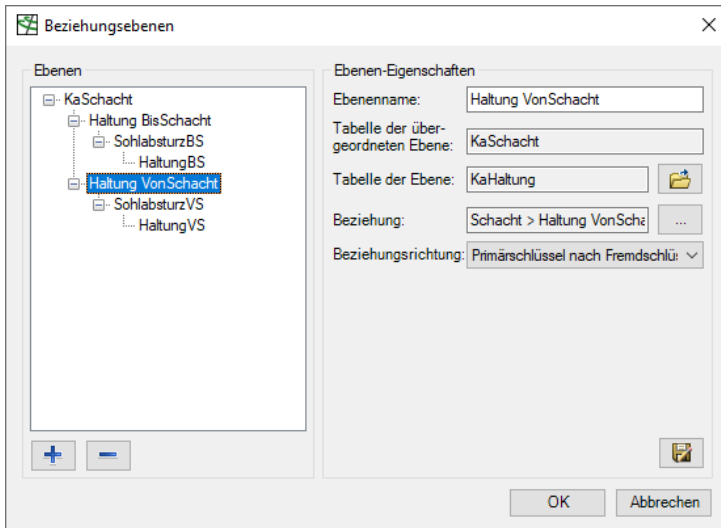 Beziehungsebenen
Ebenen
KaSchacht
Haltung BisSchacht
SohlabsturzBS
HaltungBS
Haltung VonSchacht
SohlabsturzVS
HaltungVS
Ebenen-Eigenschaften
Ebenenname: Haltung VonSchacht
Tabelle der über-
geordneten Ebene: KaSchacht
Tabelle der Ebene: KaHaltung
Beziehung: Schacht > Haltung VonScha ...
Beziehungsrichtung: Primärschlüssel nach Fremdschlü
OK Abbrechen